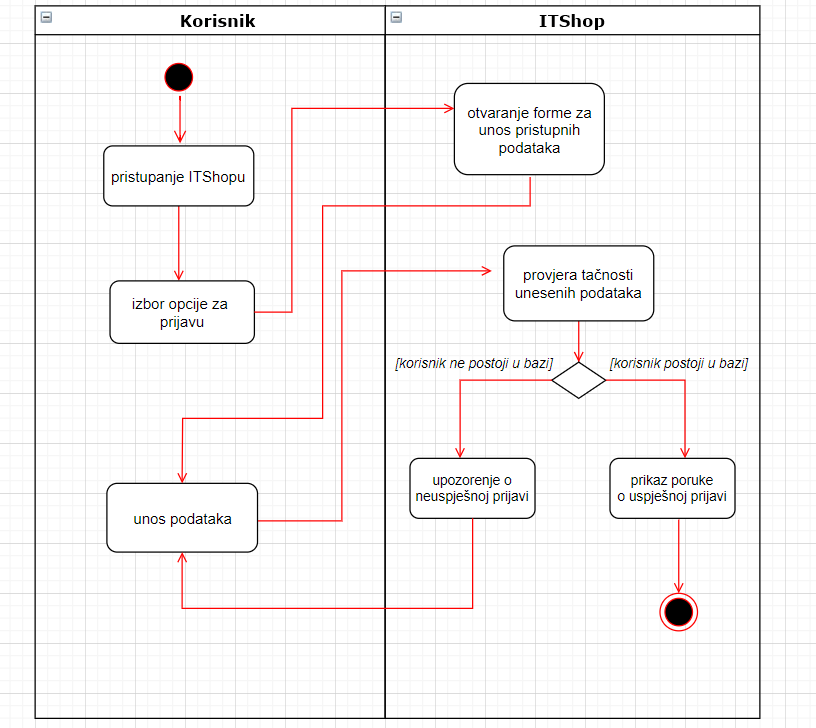 Korisnik
ITShop
otvaranje forme za
unos pristupnih
podataka
pristupanje ITShopu
provjera tačnosti
unesenih podataka
izbor opcije za
prijavu
[korisnik ne postoji u bazi]
[korisnik postoji u bazi]
upozorenje o
neuspješnoj prijavi
prikaz poruke
o uspješnoj prijavi
unos podataka